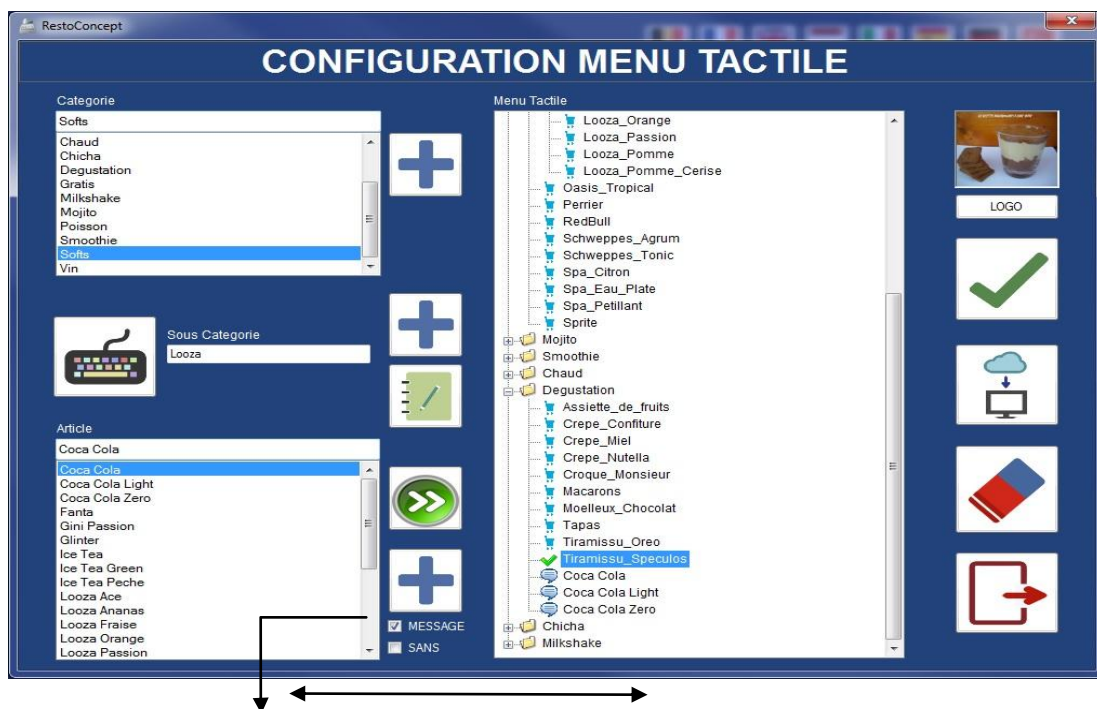 RestoConcept
CONFIGURATION MENU TACTILE
Categorie
Softs
Chaud
Chicha
Degustation
Gratis
Milkshake
Mojito
Poisson
Smoothie
Softs
Vin
Sous Categorie
Looza
Article
Coca Cola
Coca Cola
Coca Cola Light
Coca Cola Zero
Fanta
Gini Passion
Glinter
Ice Tea
Ice Tea Green
Ice Tea Peche
Looza Ace
Looza Ananas
Looza Fraise
Looza Orange
Looza Passion
MESSAGE
SANS
Menu Tactile
Looza_Orange
Looza_Passion
Looza_Pomme
Looza_Pomme_Cerise
Oasis_Tropical
Perrier
RedBull
Schweppes_Agrum
Schweppes_Tonic
Spa_Citron
Spa_Eau_Plate
Spa_Petillant
Sprite
Mojito
Smoothie
Chaud
Degustation
Assiette_de_fruits
Crepe_Confiture
Crepe_Miel
Crepe_Nutella
Croque_Monsieur
Macarons
Moelleux_Chocolat
Tapas
Tiramissu_Oreo
Tiramissu_Speculos
Coca Cola
Coca Cola Light
Coca Cola Zero
Chicha
Milkshake
LOGO